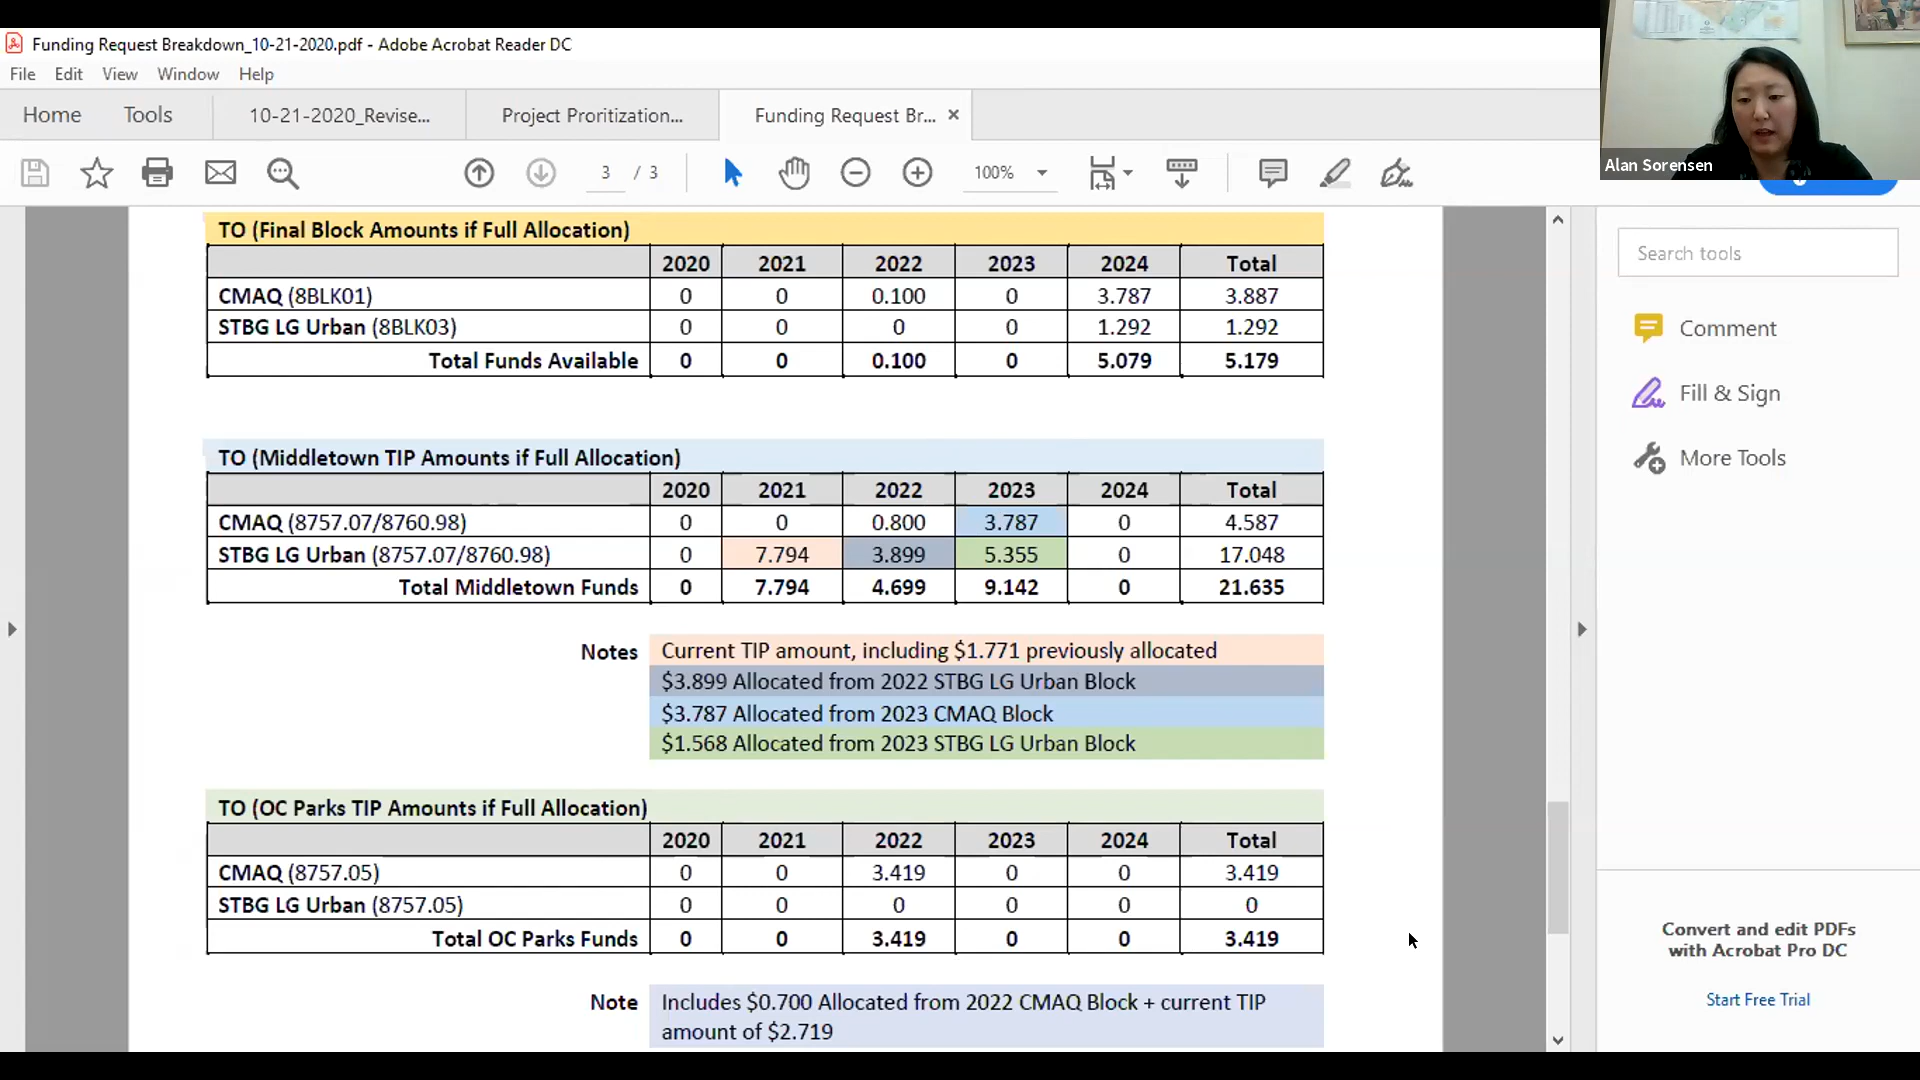 Funding Request Breakdown_10-21-2020.pdf - Adobe Acrobat Reader DC
File Edit View Window Help
Home Tools 10-21-2020_Revise... Project Proritization... Funding Request Br... ×
3 / 3 100%
Alan Sorensen
TO (Final Block Amounts if Full Allocation)
2020 2021 2022 2023 2024 Total
CMAQ (8BLK01) 0 0 0.100 0 3.787 3.887
STBG LG Urban (8BLK03) 0 0 0 0 1.292 1.292
Total Funds Available 0 0 0.100 0 5.079 5.179
TO (Middletown TIP Amounts if Full Allocation)
2020 2021 2022 2023 2024 Total
CMAQ (8757.07/8760.98) 0 0 0.800 3.787 0 4.587
STBG LG Urban (8757.07/8760.98) 0 7.794 3.899 5.355 0 17.048
Total Middletown Funds 0 7.794 4.699 9.142 0 21.635
Notes Current TIP amount, including $1.771 previously allocated
$3.899 Allocated from 2022 STBG LG Urban Block
$3.787 Allocated from 2023 CMAQ Block
$1.568 Allocated from 2023 STBG LG Urban Block
TO (OC Parks TIP Amounts if Full Allocation)
2020 2021 2022 2023 2024 Total
CMAQ (8757.05) 0 0 3.419 0 0 3.419
STBG LG Urban (8757.05) 0 0 0 0 0 0
Total OC Parks Funds 0 0 3.419 0 0 3.419
Note Includes $0.700 Allocated from 2022 CMAQ Block + current TIP
amount of $2.719
Search tools
Comment
Fill & Sign
More Tools
Convert and edit PDFs
with Acrobat Pro DC
Start Free Trial